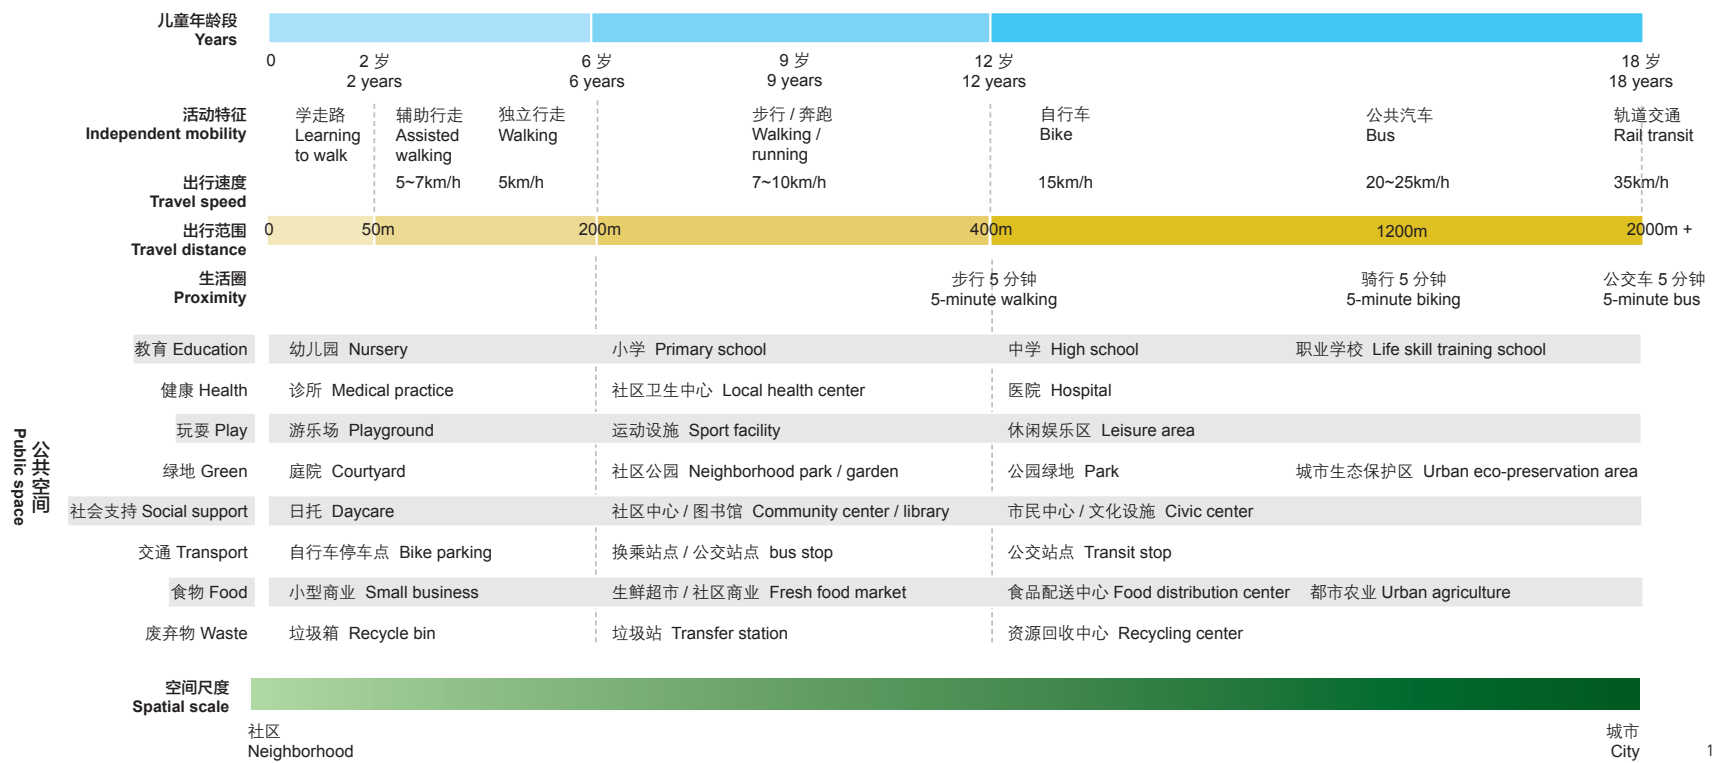 儿童年龄段
Years
0
2 岁
2 years
6 岁
6 years
9 岁
9 years
12 岁
12 years
18 岁
18 years
活动特征
Independent mobility
学走路
Learning
to walk
辅助行走
Assisted
walking
独立行走
Walking
步行 / 奔跑
Walking /
running
自行车
Bike
公共汽车
Bus
轨道交通
Rail transit
出行速度
Travel speed
5~7km/h
5km/h
7~10km/h
15km/h
20~25km/h
35km/h
出行范围
Travel distance
0
50m
200m
400m
1200m
2000m +
生活圈
Proximity
步行 5 分钟
5-minute walking
骑行 5 分钟
5-minute biking
公交车 5 分钟
5-minute bus
公共空间
Public space
教育 Education
幼儿园 Nursery
小学 Primary school
中学 High school
职业学校 Life skill training school
健康 Health
诊所 Medical practice
社区卫生中心 Local health center
医院 Hospital
玩耍 Play
游乐场 Playground
运动设施 Sport facility
休闲娱乐区 Leisure area
绿地 Green
庭院 Courtyard
社区公园 Neighborhood park / garden
公园绿地 Park
城市生态保护区 Urban eco-preservation area
社会支持 Social support
日托 Daycare
社区中心 / 图书馆 Community center / library
市民中心 / 文化设施 Civic center
交通 Transport
自行车停车点 Bike parking
换乘站点 / 公交站点 bus stop
公交站点 Transit stop
食物 Food
小型商业 Small business
生鲜超市 / 社区商业 Fresh food market
食品配送中心 Food distribution center
都市农业 Urban agriculture
废弃物 Waste
垃圾箱 Recycle bin
垃圾站 Transfer station
资源回收中心 Recycling center
空间尺度
Spatial scale
社区
Neighborhood
城市
City
1